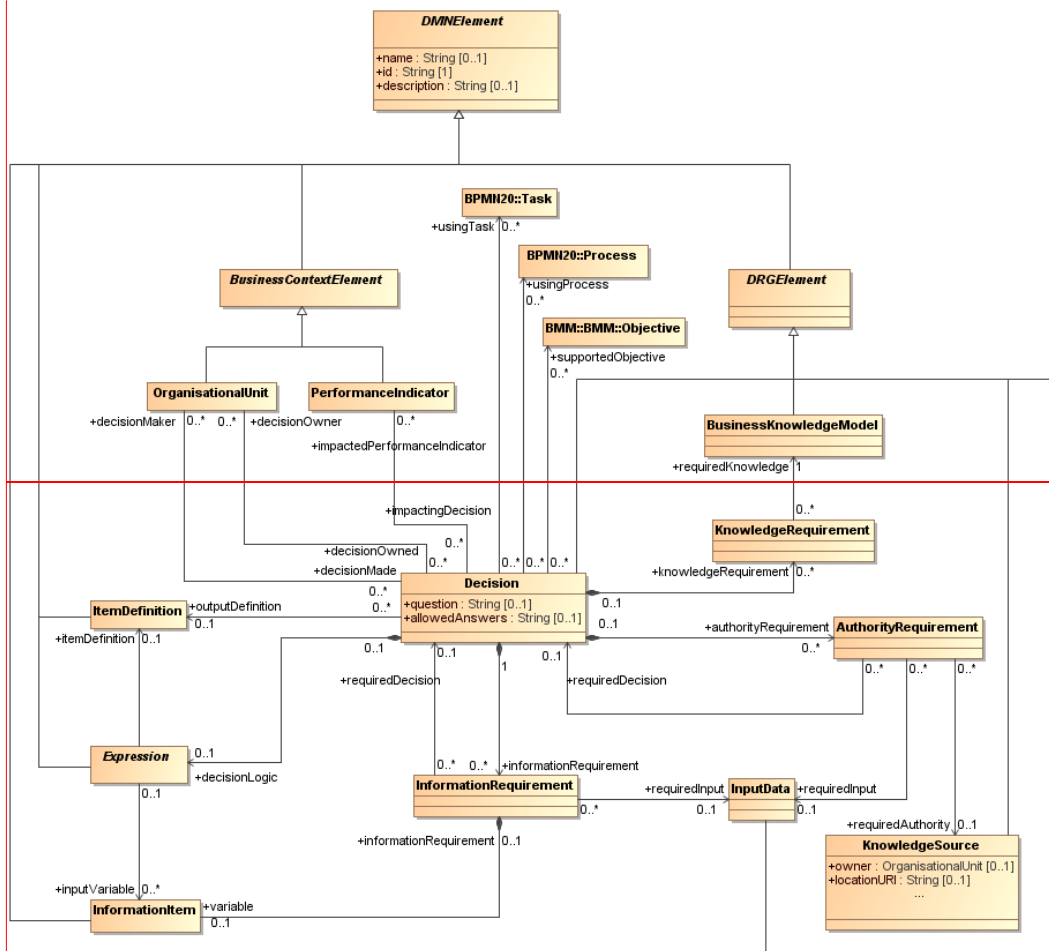 DMNElement
+name : String [0..1]
+id : String [1]
+description : String [0..1]
BPMN20::Task
+usingTask 0..*
BPMN20::Process
+usingProcess
0..*
BusinessContextElement
DRGElement
BMM::BMM::Objective
+supportedObjective
0..*
OrganisationalUnit
PerformanceIndicator
+decisionMaker 0..* 0..* +decisionOwner 0..*
BusinessKnowledgeModel
+impactedPerformanceIndicator
+requiredKnowledge 1
+impactingDecision
0..*
KnowledgeRequirement
0..*
+decisionOwned
0..* 0..* 0..* 0..*
+decisionMade
+knowledgeRequirement 0..*
Decision
+question : String [0..1]
+allowedAnswers : String [0..1]
0..*
0..1
ItemDefinition
+outputDefinition 0..*
0..1
+itemDefinition 0..1
0..1
+authorityRequirement
0..*
AuthorityRequirement
0..1 0..1 1 0..1
0..* 0..* 0..*
+requiredDecision
+requiredDecision
Expression
0..1
+decisionLogic
0..1
0..* 0..* +informationRequirement
InformationRequirement
0..*
+requiredInput
0..1
InputData
+requiredInput
0..1
+informationRequirement 0..1
+requiredAuthority 0..1
KnowledgeSource
+owner : OrganisationalUnit [0..1]
+locationURI : String [0..1]
...
+inputVariable 0..*
InformationItem
+variable
0..1